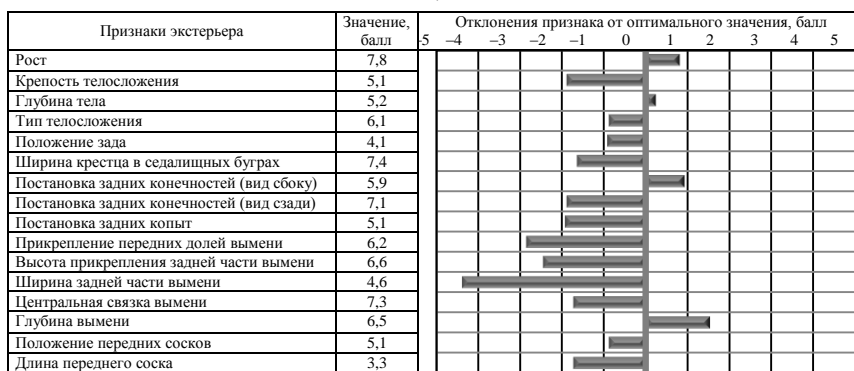 Признаки экстерьера Значение, балл Отклонения признака от оптимального значения, балл
-5 –4 –3 –2 –1 0 1 2 3 4 5
Рост 7,8
Крепость телосложения 5,1
Глубина тела 5,2
Тип телосложения 6,1
Положение зада 4,1
Ширина крестца в седалищных буграх 7,4
Постановка задних конечностей (вид сбоку) 5,9
Постановка задних конечностей (вид сзади) 7,1
Постановка задних копыт 5,1
Прикрепление передних долей вымени 6,2
Высота прикрепления задней части вымени 6,6
Ширина задней части вымени 4,6
Центральная связка вымени 7,3
Глубина вымени 6,5
Положение передних сосков 5,1
Длина переднего соска 3,3